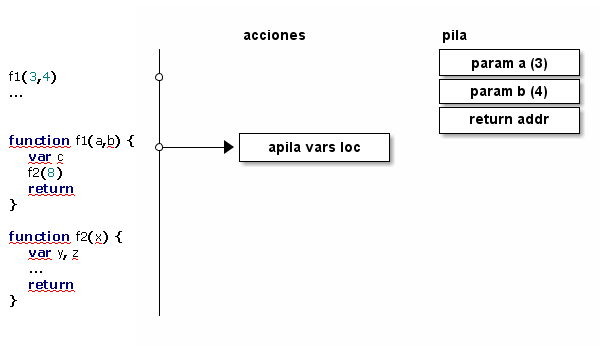 acciones
pila
f1(3,4)
...
param a (3)
param b (4)
return addr
function f1(a,b) {
var c
f2(8)
return
}
apila vars loc
function f2(x) {
var y, z
...
return
}